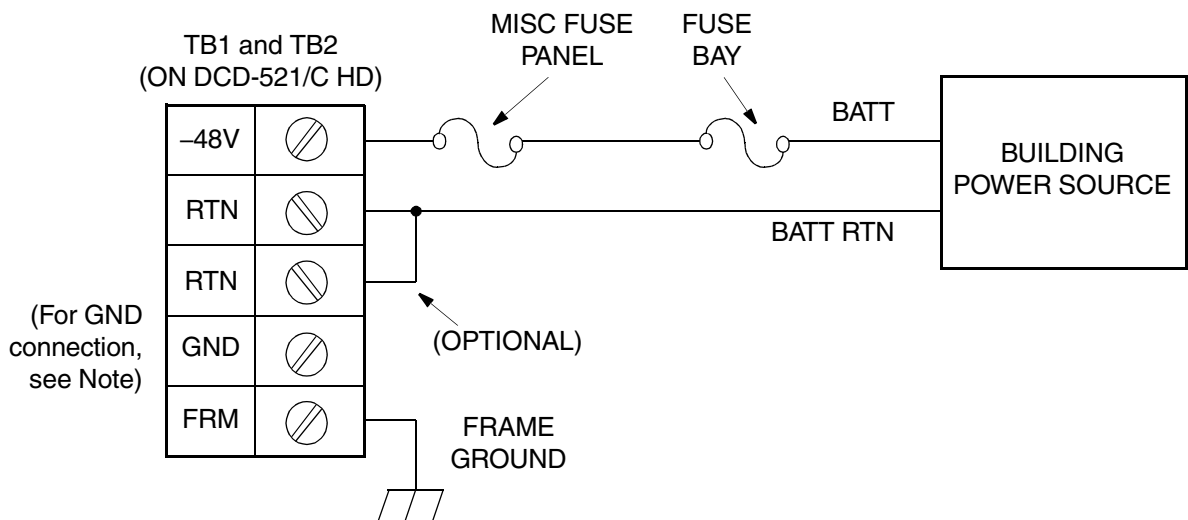 MISC FUSE
PANEL
FUSE
BAY
TB1 and TB2
(ON DCD-521/C HD)
–48V
BATT
BUILDING
POWER SOURCE
RTN
BATT RTN
RTN
(OPTIONAL)
(For GND
connection,
see Note)
GND
FRM
FRAME
GROUND